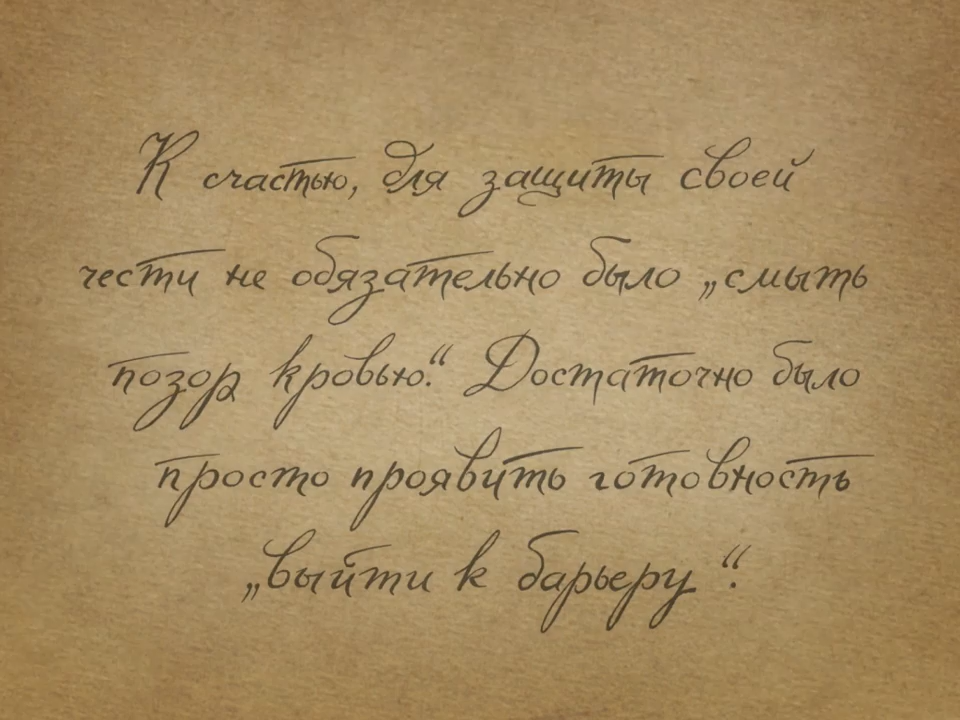 К счастью, для защиты своей
чести не обязательно было „смыть
позор кровью.“ Достаточно было
просто проявить готовность
„выйти к барьеру“.